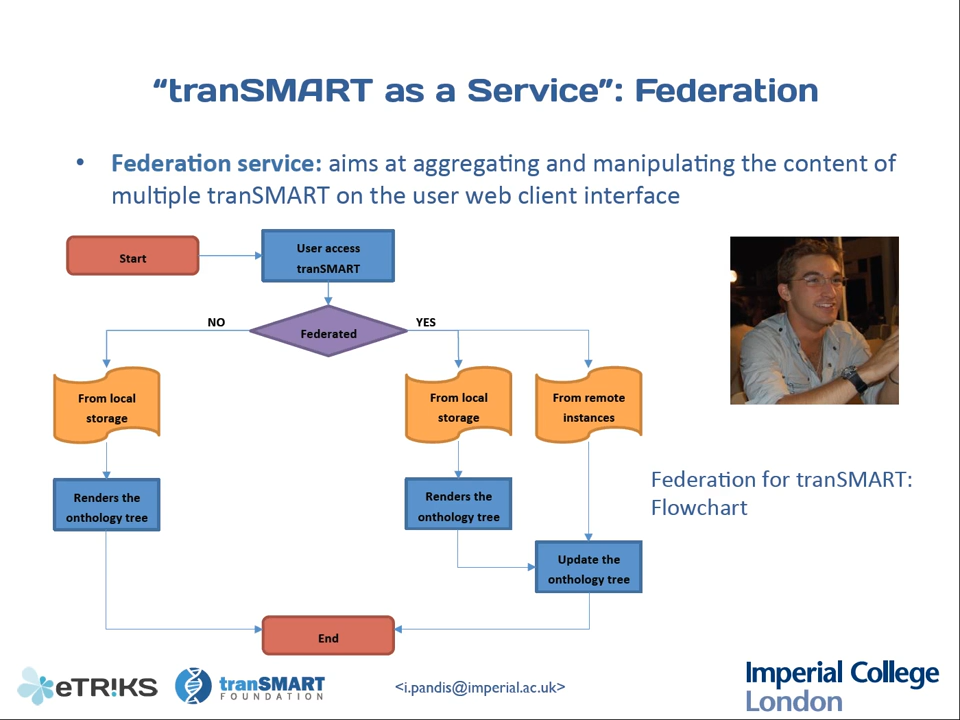 “tranSMART as a Service”: Federation
• Federation service: aims at aggregating and manipulating the content of
multiple tranSMART on the user web client interface
Start
User access
tranSMART
NO
Federated
YES
From local
storage
From local
storage
From remote
instances
Renders the
onthology tree
Renders the
onthology tree
Federation for tranSMART:
Flowchart
Update the
onthology tree
End
eTRIKS
tranSMART
FOUNDATION
<i.pandis@imperial.ac.uk>
Imperial College
London